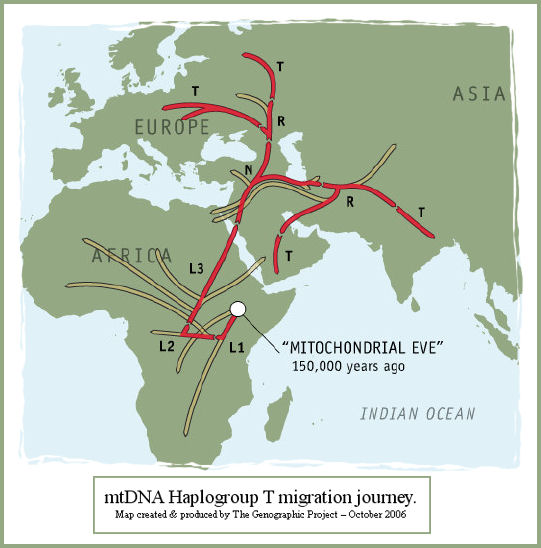 T
T
R
EUROPE
ASIA
N
R
T
AFRICA
T
L3
L2
L1
"MITOCHONDRIAL EVE"
150,000 years ago
INDIAN OCEAN
mtDNA Haplogroup T migration journey.
Map created & produced by The Genographic Project – October 2006